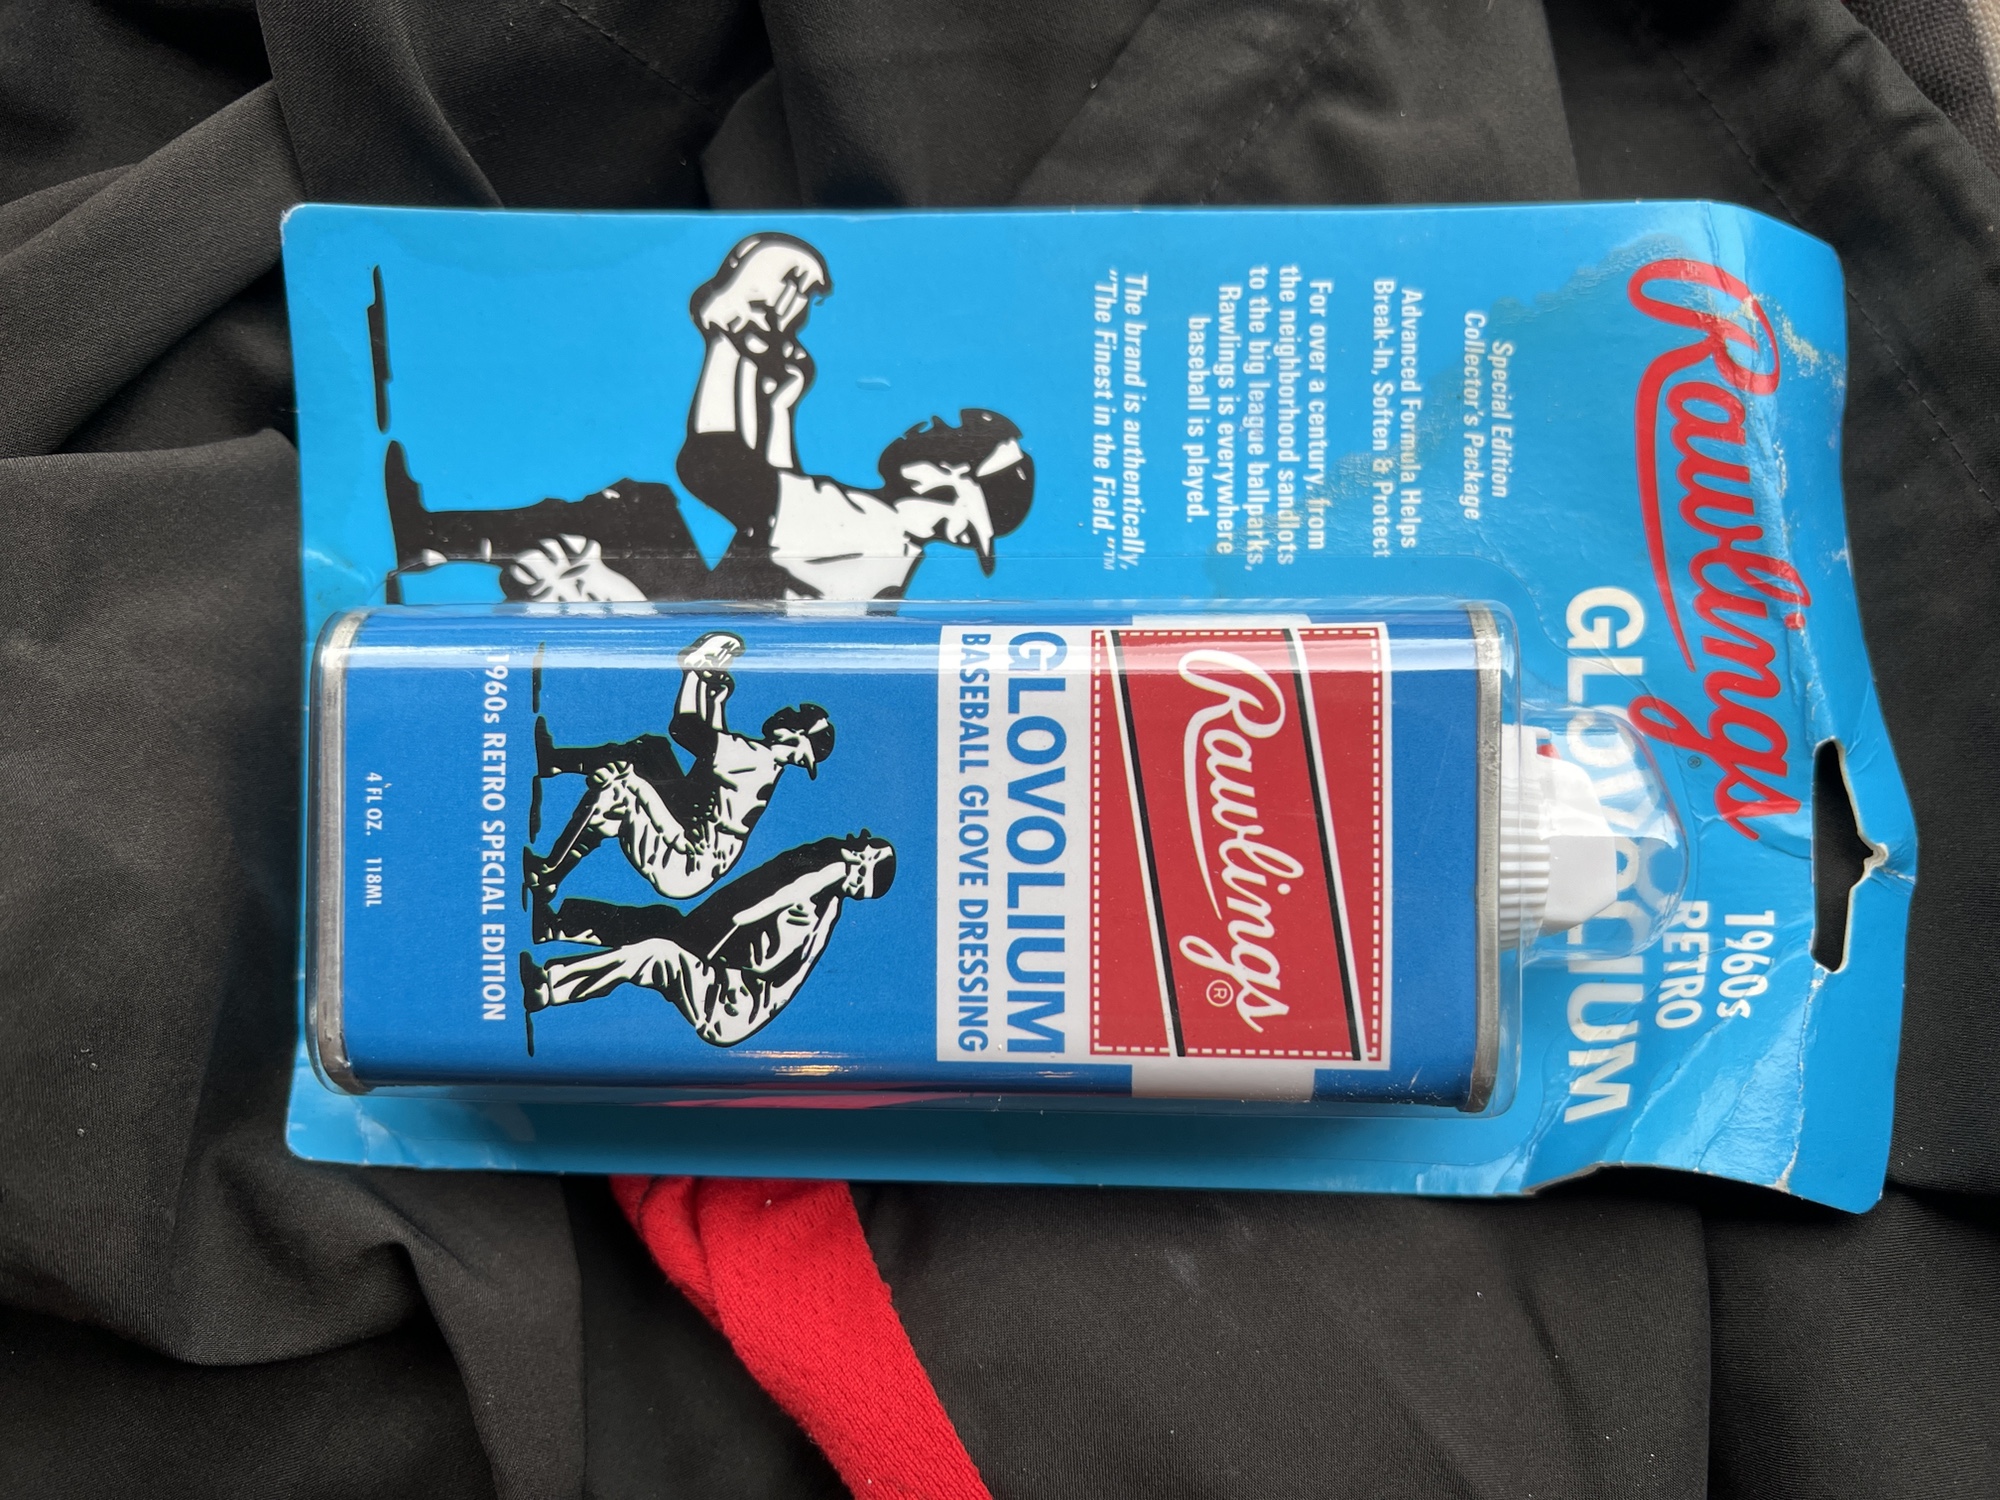 Rawlings®
1960s
RETRO
GLOVOLIUM
Special Edition
Collector's Package
Advanced Formula Helps
Break-In, Soften & Protect
For over a century, from
the neighborhood sandlots
to the big league ballparks,
Rawlings is everywhere
baseball is played.
The brand is authentically,
"The Finest in the Field."™
Rawlings®
GLOVOLIUM
BASEBALL GLOVE DRESSING
1960s RETRO SPECIAL EDITION
4 FL OZ. 118ML